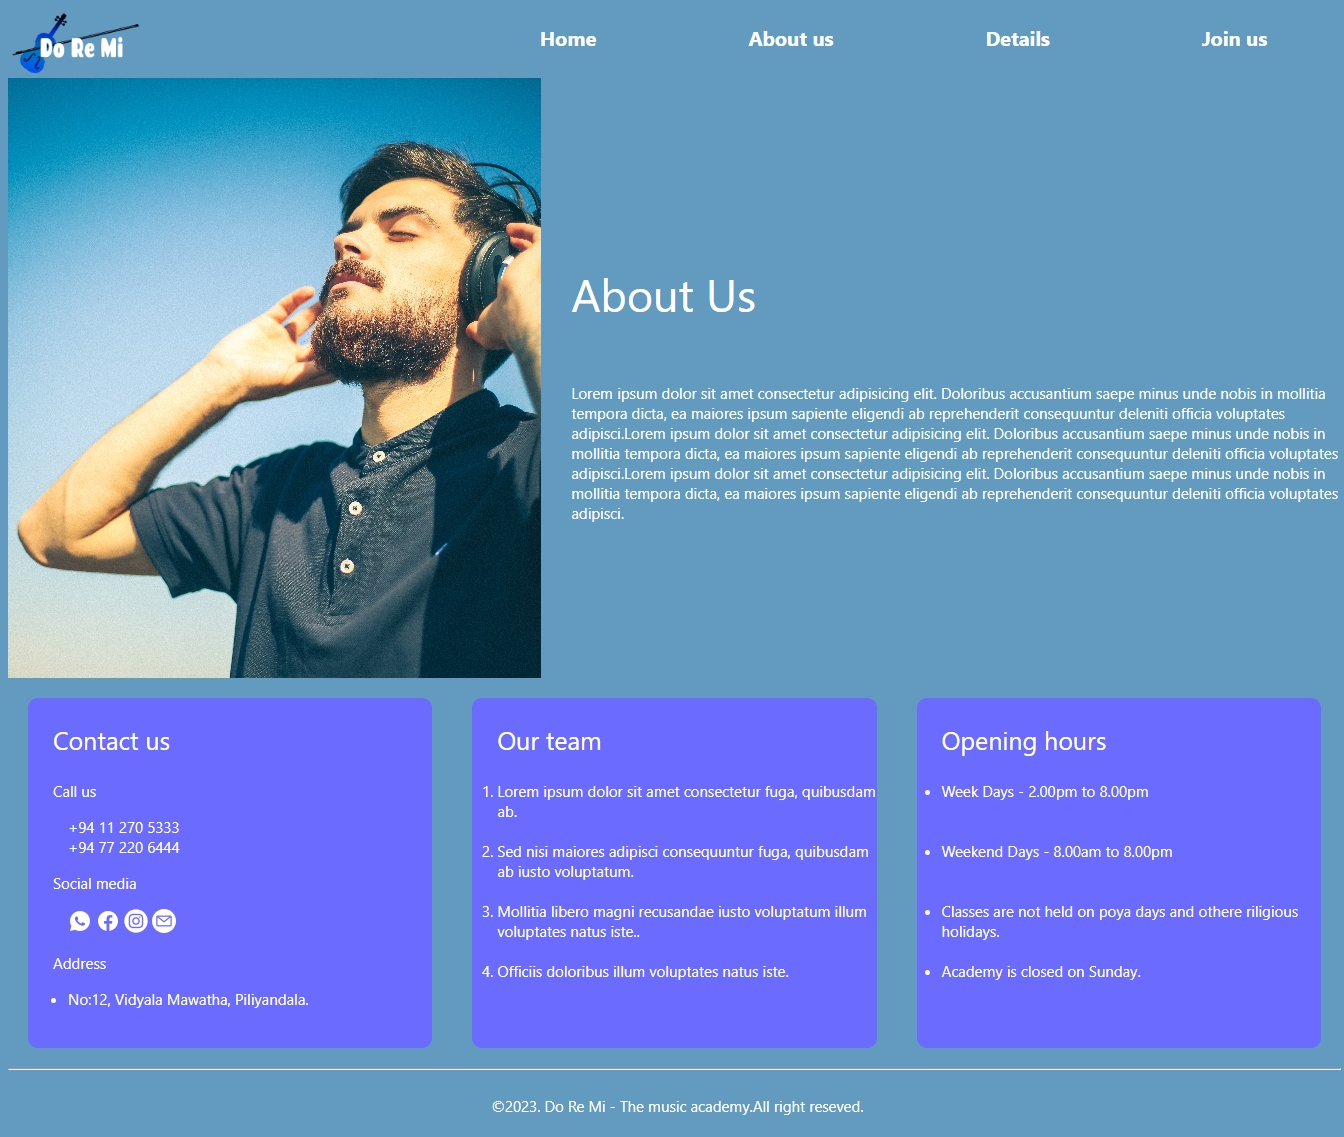 Do Re Mi
Home About us Details Join us
About Us
Lorem ipsum dolor sit amet consectetur adipisicing elit. Doloribus accusantium saepe minus unde nobis in mollitia
tempora dicta, ea maiores ipsum sapiente eligendi ab reprehenderit consequuntur deleniti officia voluptates
adipisci.Lorem ipsum dolor sit amet consectetur adipisicing elit. Doloribus accusantium saepe minus unde nobis in
mollitia tempora dicta, ea maiores ipsum sapiente eligendi ab reprehenderit consequuntur deleniti officia voluptates
adipisci.Lorem ipsum dolor sit amet consectetur adipisicing elit. Doloribus accusantium saepe minus unde nobis in
mollitia tempora dicta, ea maiores ipsum sapiente eligendi ab reprehenderit consequuntur deleniti officia voluptates
adipisci.
Contact us
Call us
+94 11 270 5333
+94 77 220 6444
Social media
Address
• No:12, Vidyala Mawatha, Piliyandala.
Our team
1. Lorem ipsum dolor sit amet consectetur fuga, quibusdam
ab.
2. Sed nisi maiores adipisci consequuntur fuga, quibusdam
ab iusto voluptatum.
3. Mollitia libero magni recusandae iusto voluptatum illum
voluptates natus iste..
4. Officiis doloribus illum voluptates natus iste.
Opening hours
• Week Days - 2.00pm to 8.00pm
• Weekend Days - 8.00am to 8.00pm
• Classes are not held on poya days and othere riligious
holidays.
• Academy is closed on Sunday.
©2023. Do Re Mi - The music academy.All right reseved.